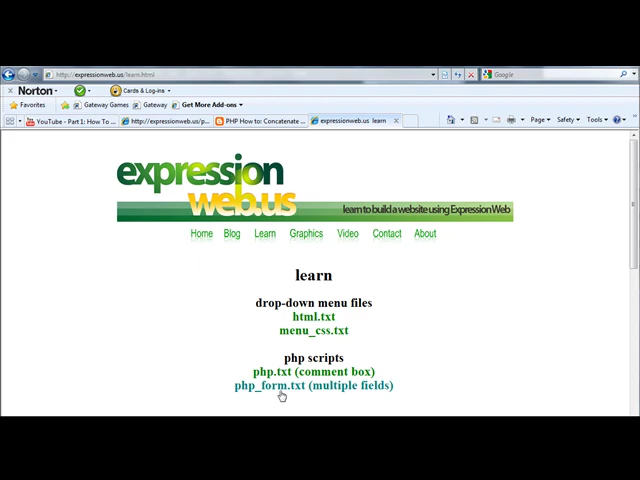 http://expressionweb.us/learn.html
Google
Norton
Cards & Log-ins
Favorites
Gateway Games
Gateway
Get More Add-ons
YouTube - Part 1: How To ...
http://expressionweb.us/p...
PHP How to: Concatenate ...
expressionweb.us learn
Page
Safety
Tools
expression
web.us
learn to build a website using Expression Web
Home Blog Learn Graphics Video Contact About
learn
drop-down menu files
html.txt
menu_css.txt
php scripts
php.txt (comment box)
php_form.txt (multiple fields)